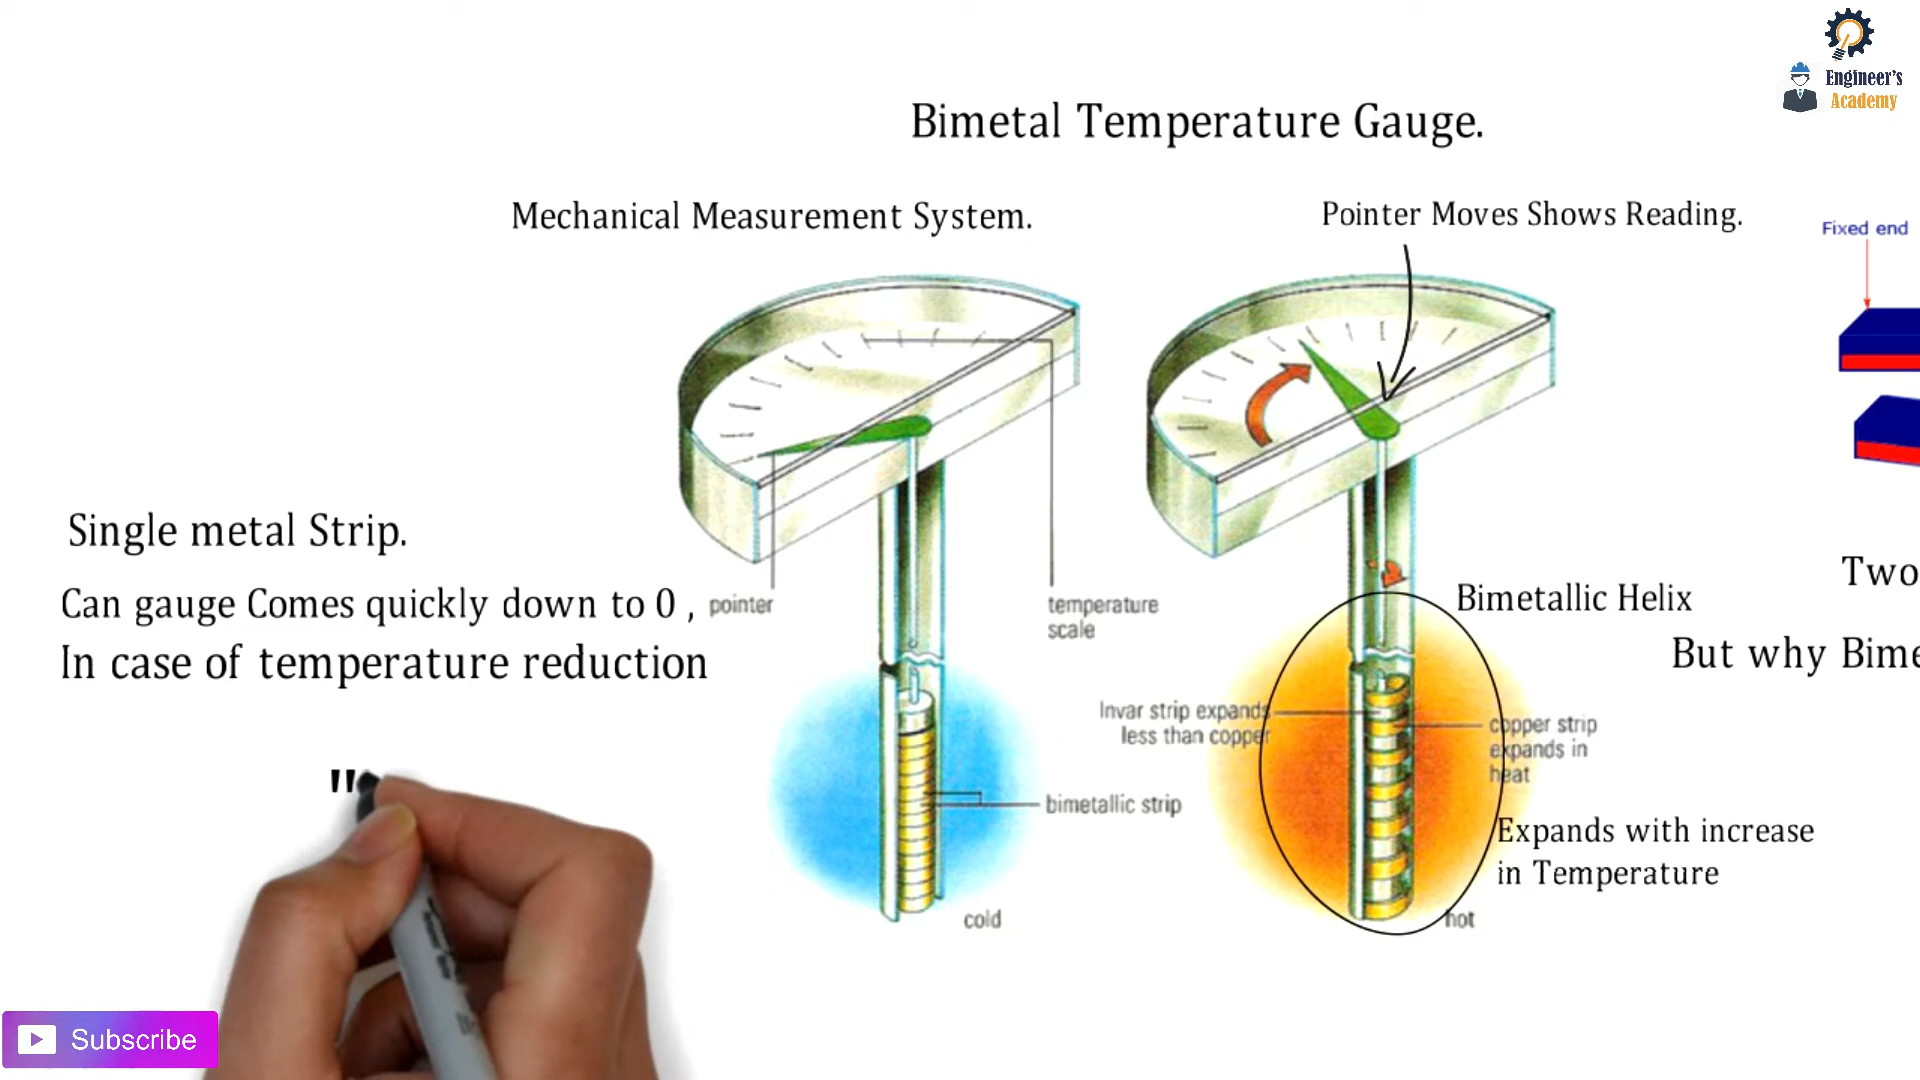 Engineer's
Academy
Bimetal Temperature Gauge.
Mechanical Measurement System.
Pointer Moves Shows Reading.
Fixed end
Single metal Strip.
Can gauge Comes quickly down to 0 ,
In case of temperature reduction
pointer
temperature
scale
Bimetallic Helix
Two
But why Bime
Invar strip expands
less than copper
copper strip
expands in
heat
bimetallic strip
Expands with increase
in Temperature
cold
hot
"
Subscribe